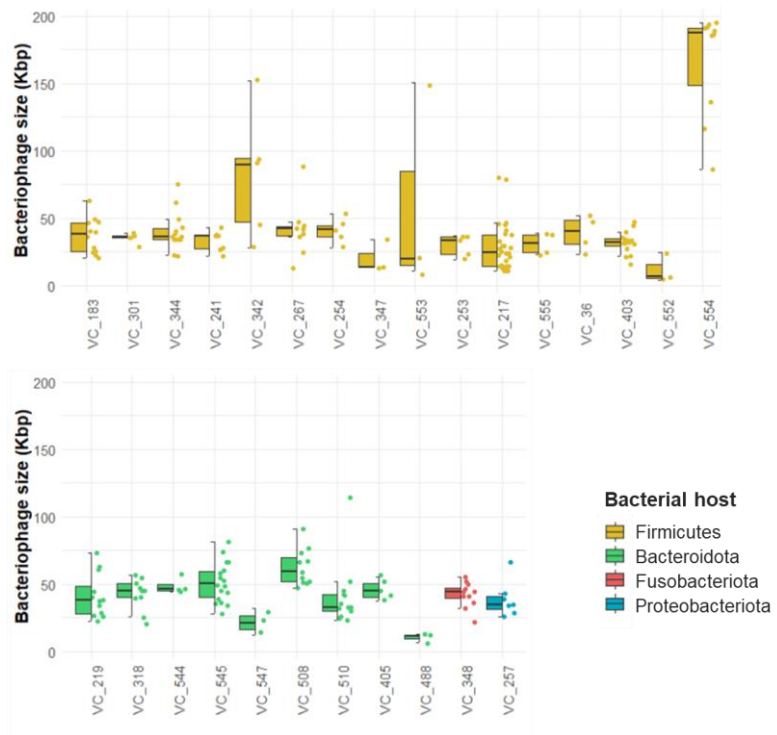 Bacteriophage size (Kbp)
200
150
100
50
0
VC_183
VC_301
VC_344
VC_241
VC_342
VC_267
VC_254
VC_347
VC_553
VC_253
VC_217
VC_555
VC_36
VC_403
VC_552
VC_554
Bacteriophage size (Kbp)
200
150
100
50
0
VC_219
VC_318
VC_544
VC_545
VC_547
VC_508
VC_510
VC_405
VC_488
VC_348
VC_257
Bacterial host
Firmicutes
Bacteroidota
Fusobacteriota
Proteobacteriota